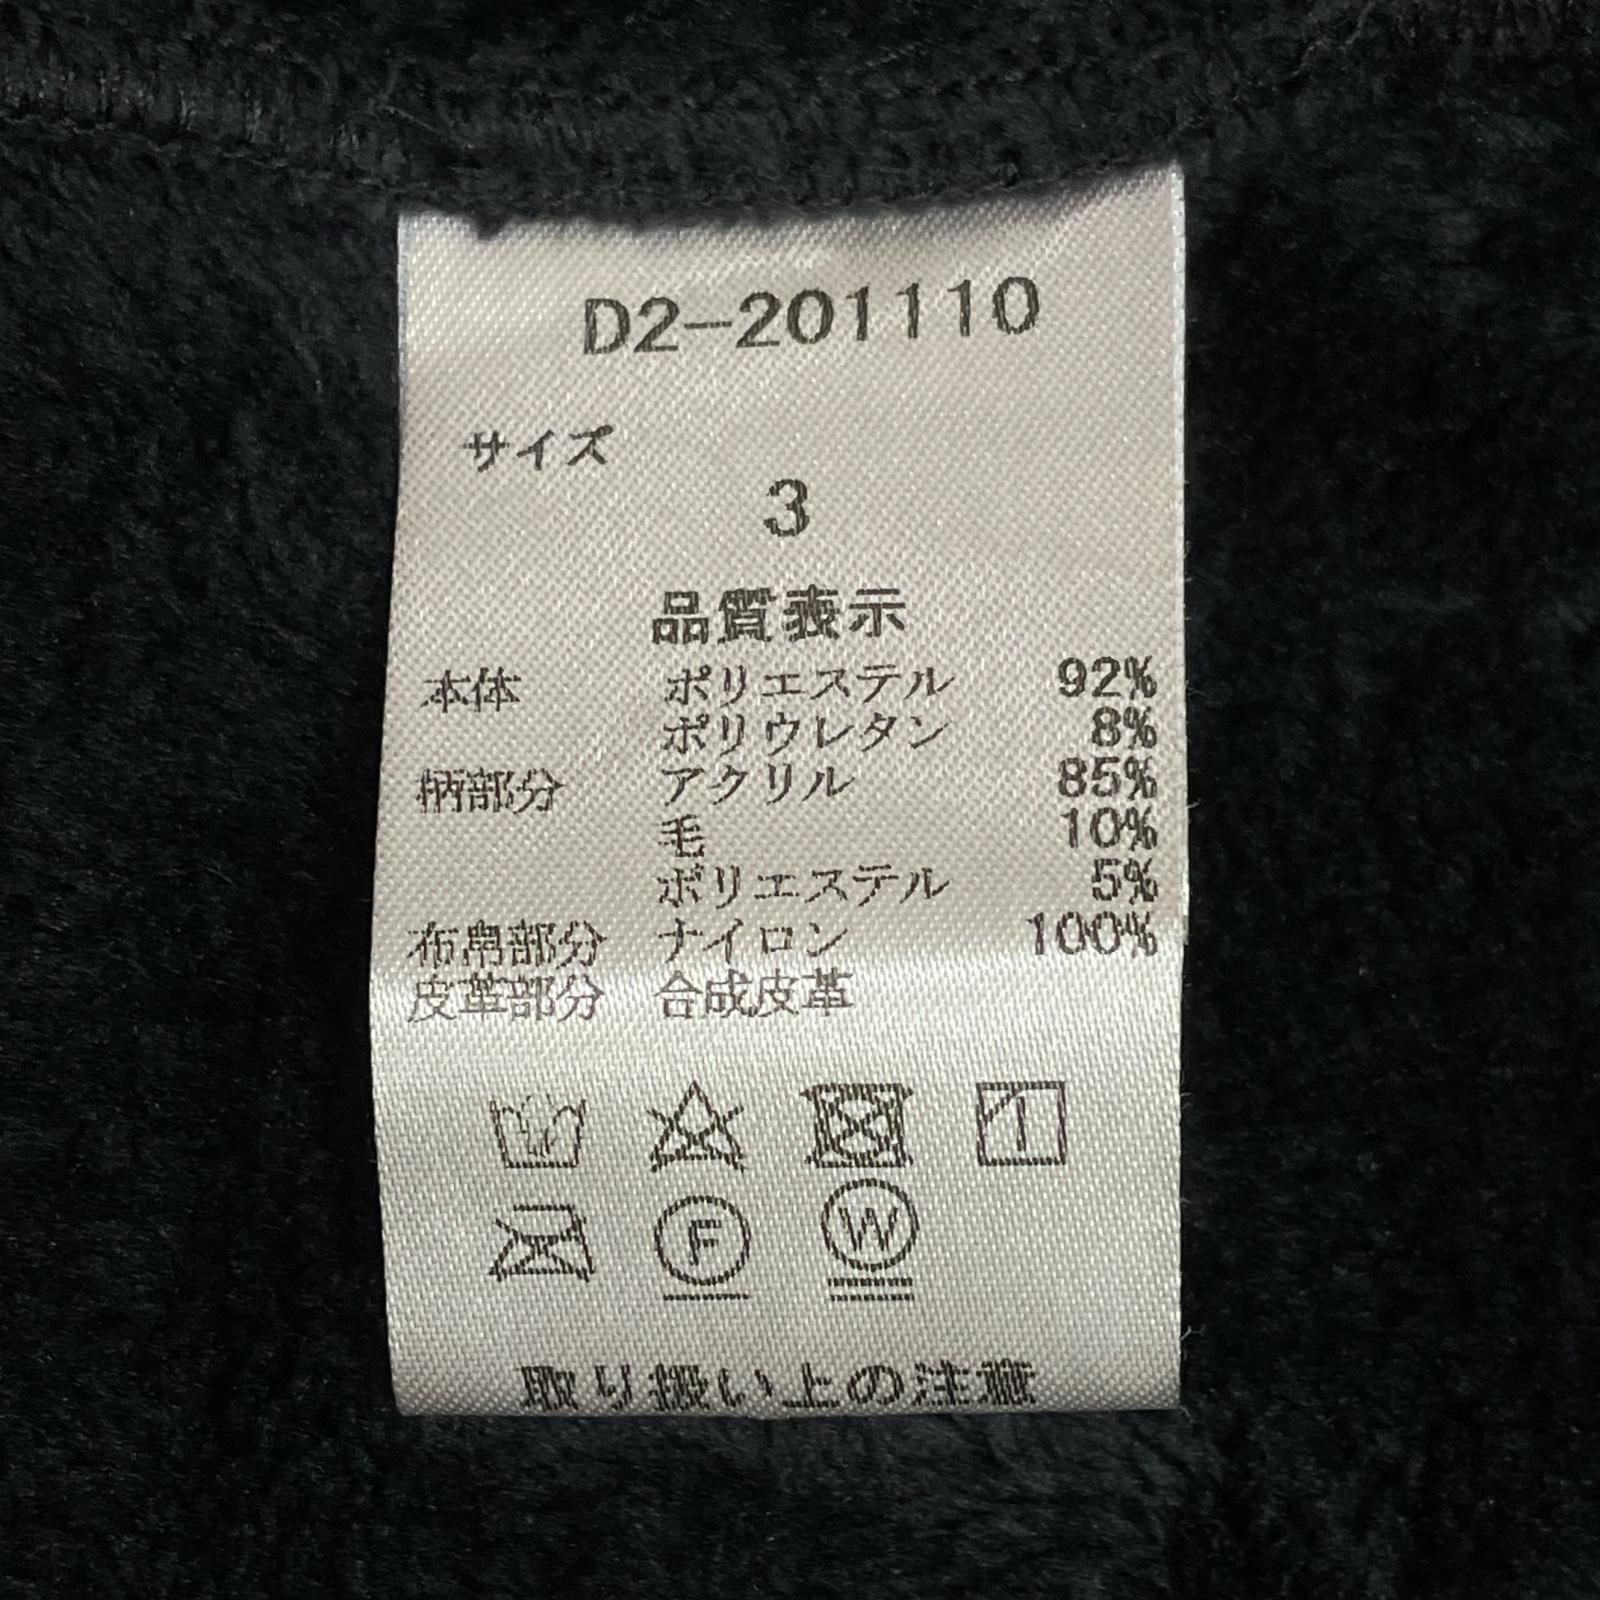 D2-201110
サイズ
3
品質表示
本体 ポリエステル 92%
ポリウレタン 8%
柄部分 アクリル 85%
毛 10%
ポリエステル 5%
布帛部分 ナイロン 100%
皮革部分 合成皮革
F W
取り扱い上の注意